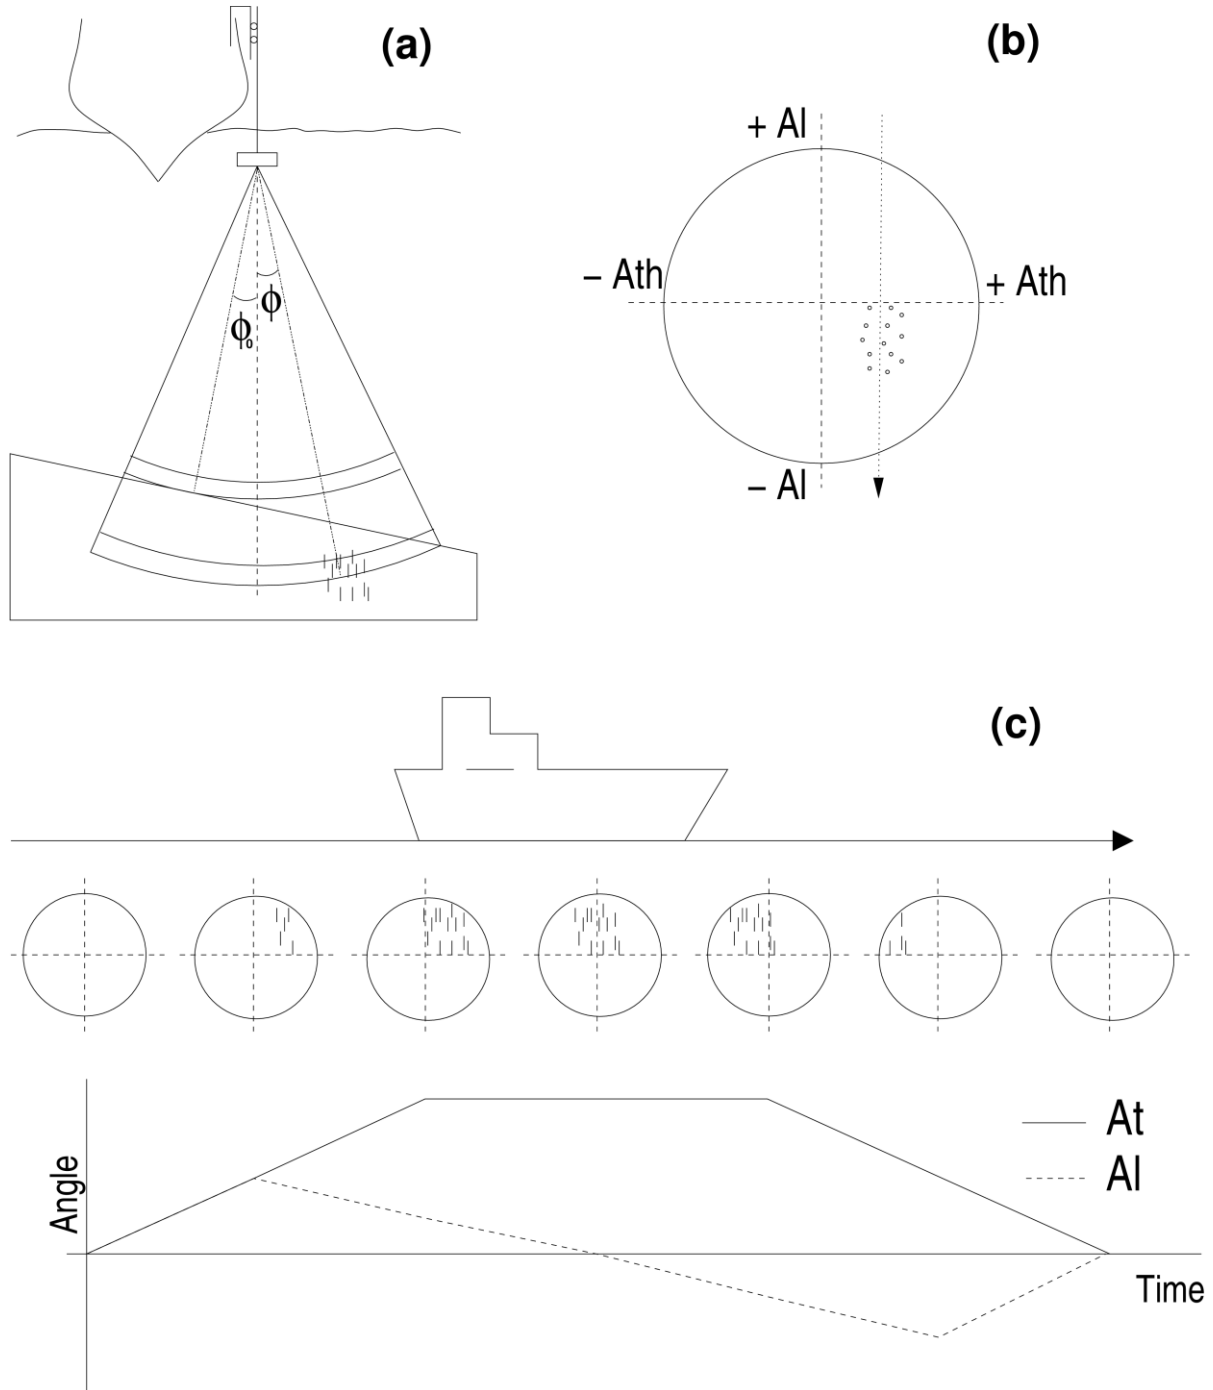 (a)
(b)
+ Al
− Ath
+ Ath
− Al
ϕ
ϕ₀
(c)
At
Al
Angle
Time